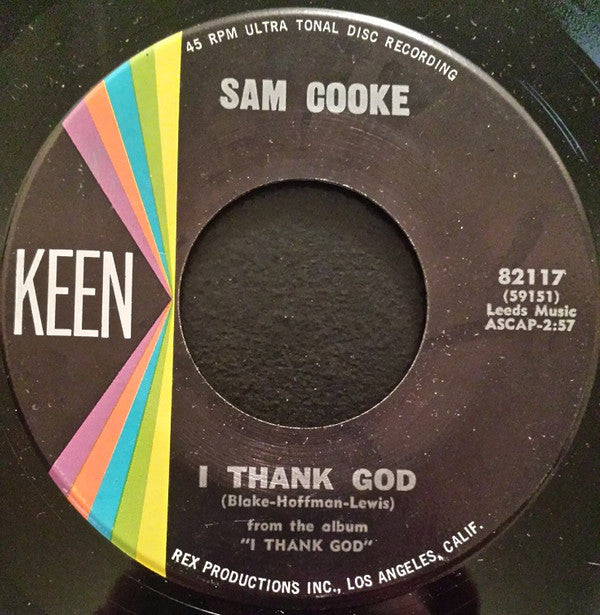 45 RPM ULTRA TONAL DISC RECORDING
SAM COOKE
KEEN
82117
(59151)
Leeds Music
ASCAP-2:57
I THANK GOD
(Blake-Hoffman-Lewis)
from the album
"I THANK GOD"
REX PRODUCTIONS INC., LOS ANGELES, CALIF.